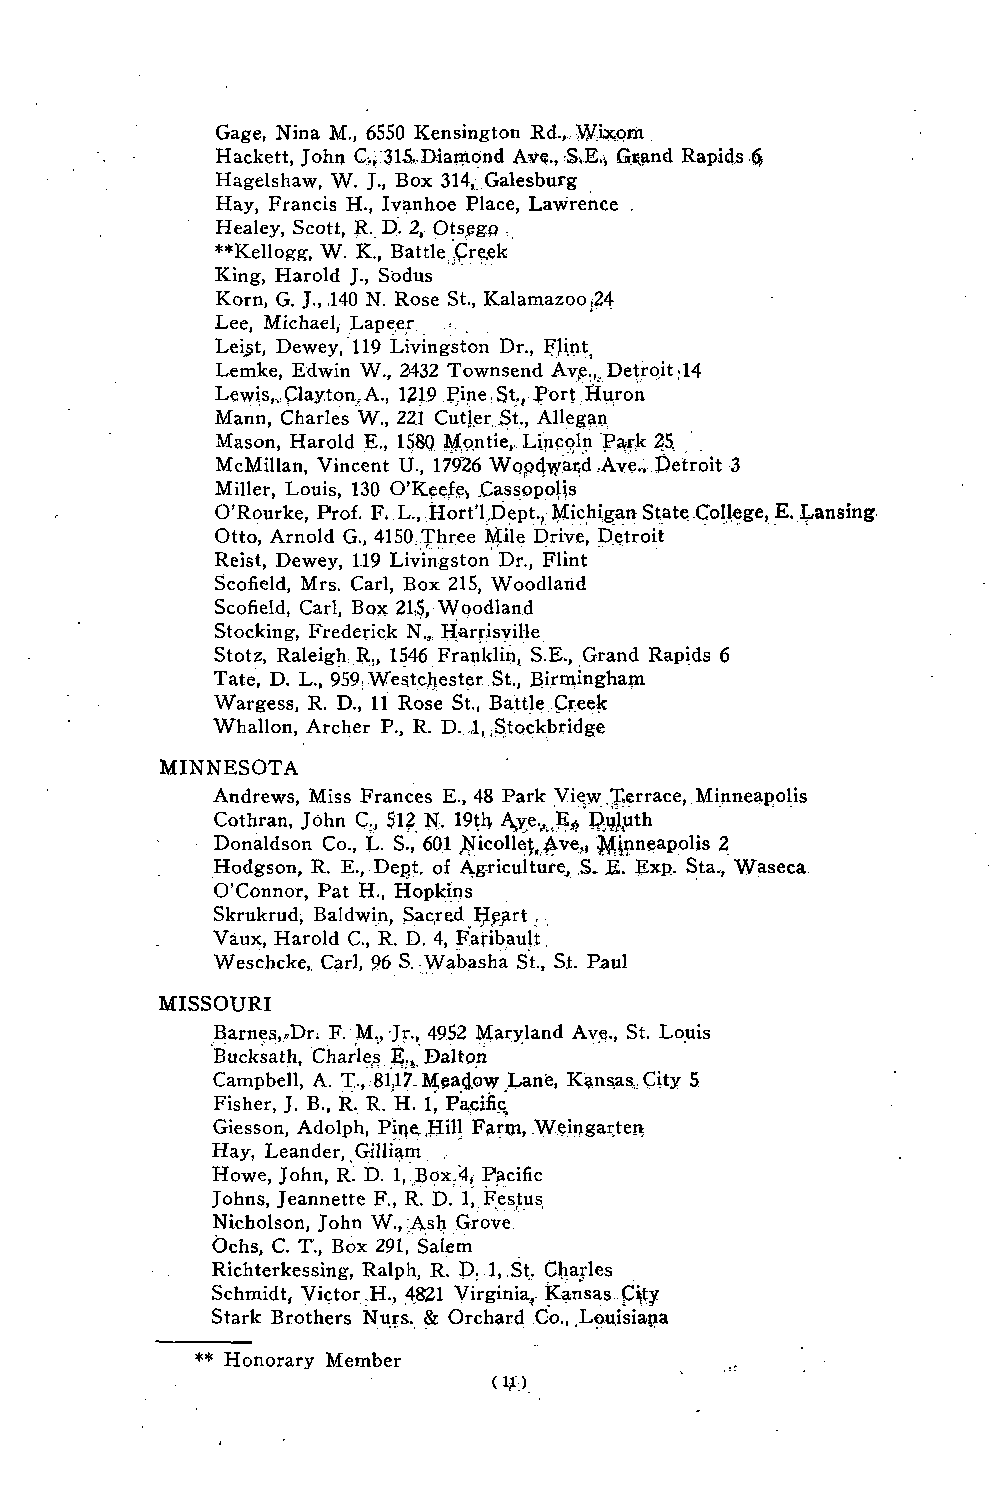 Gage, Nina M., 6550 Kensington Rd., Wixom
Hackett, John C., 315 Diamond Ave., S.E., Grand Rapids 6
Hagelshaw, W. J., Box 314, Galesburg
Hay, Francis H., Ivanhoe Place, Lawrence
Healey, Scott, R. D. 2, Otsego
**Kellogg, W. K., Battle Creek
King, Harold J., Sodus
Korn, G. J., 140 N. Rose St., Kalamazoo 24
Lee, Michael, Lapeer
Leist, Dewey, 119 Livingston Dr., Flint
Lemke, Edwin W., 2432 Townsend Ave., Detroit 14
Lewis, Clayton A., 1219 Pine St., Port Huron
Mann, Charles W., 221 Cutler St., Allegan
Mason, Harold E., 1580 Montie, Lincoln Park 25
McMillan, Vincent U., 17926 Woodward Ave., Detroit 3
Miller, Louis, 130 O'Keefe, Cassopolis
O'Rourke, Prof. F. L., Hort'l Dept., Michigan State College, E. Lansing
Otto, Arnold G., 4150 Three Mile Drive, Detroit
Reist, Dewey, 119 Livingston Dr., Flint
Scofield, Mrs. Carl, Box 215, Woodland
Scofield, Carl, Box 215, Woodland
Stocking, Frederick N., Harrisville
Stotz, Raleigh R., 1546 Franklin, S.E., Grand Rapids 6
Tate, D. L., 959 Westchester St., Birmingham
Wargess, R. D., 11 Rose St., Battle Creek
Whallon, Archer P., R. D. 1, Stockbridge
MINNESOTA
Andrews, Miss Frances E., 48 Park View Terrace, Minneapolis
Cothran, John C., 512 N. 19th Ave., E., Duluth
Donaldson Co., L. S., 601 Nicollet Ave., Minneapolis 2
Hodgson, R. E., Dept. of Agriculture, S. E. Exp. Sta., Waseca
O'Connor, Pat H., Hopkins
Skrukrud, Baldwin, Sacred Heart
Vaux, Harold C., R. D. 4, Faribault
Weschcke, Carl, 96 S. Wabasha St., St. Paul
MISSOURI
Barnes, Dr. F. M., Jr., 4952 Maryland Ave., St. Louis
Bucksath, Charles E., Dalton
Campbell, A. T., 8117 Meadow Lane, Kansas City 5
Fisher, J. B., R. R. H. 1, Pacific
Giesson, Adolph, Pine Hill Farm, Weingarten
Hay, Leander, Gilliam
Howe, John, R. D. 1, Box 4, Pacific
Johns, Jeannette F., R. D. 1, Festus
Nicholson, John W., Ash Grove
Ochs, C. T., Box 291, Salem
Richterkessing, Ralph, R. D. 1, St. Charles
Schmidt, Victor H., 4821 Virginia, Kansas City
Stark Brothers Nurs. & Orchard Co., Louisiana
** Honorary Member
(11)